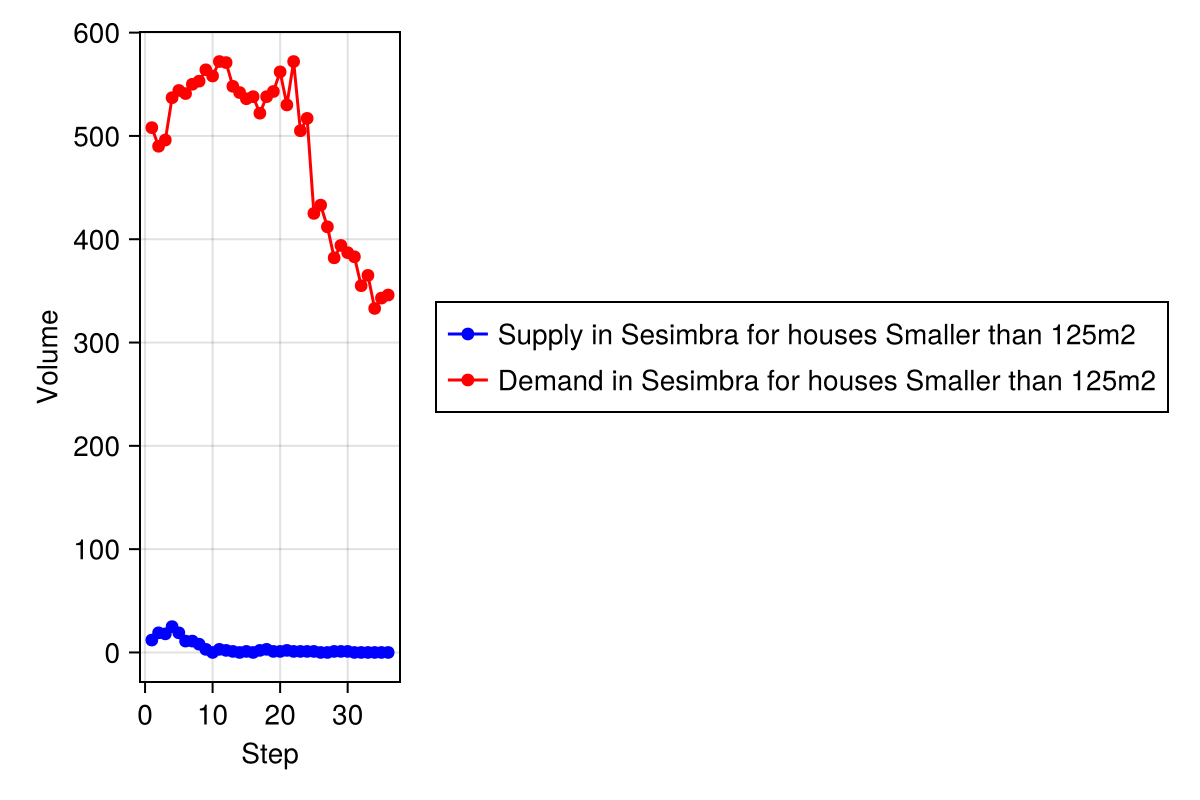 600
500
400
300
200
100
0
Volume
0 10 20 30
Step
Supply in Sesimbra for houses Smaller than 125m2
Demand in Sesimbra for houses Smaller than 125m2